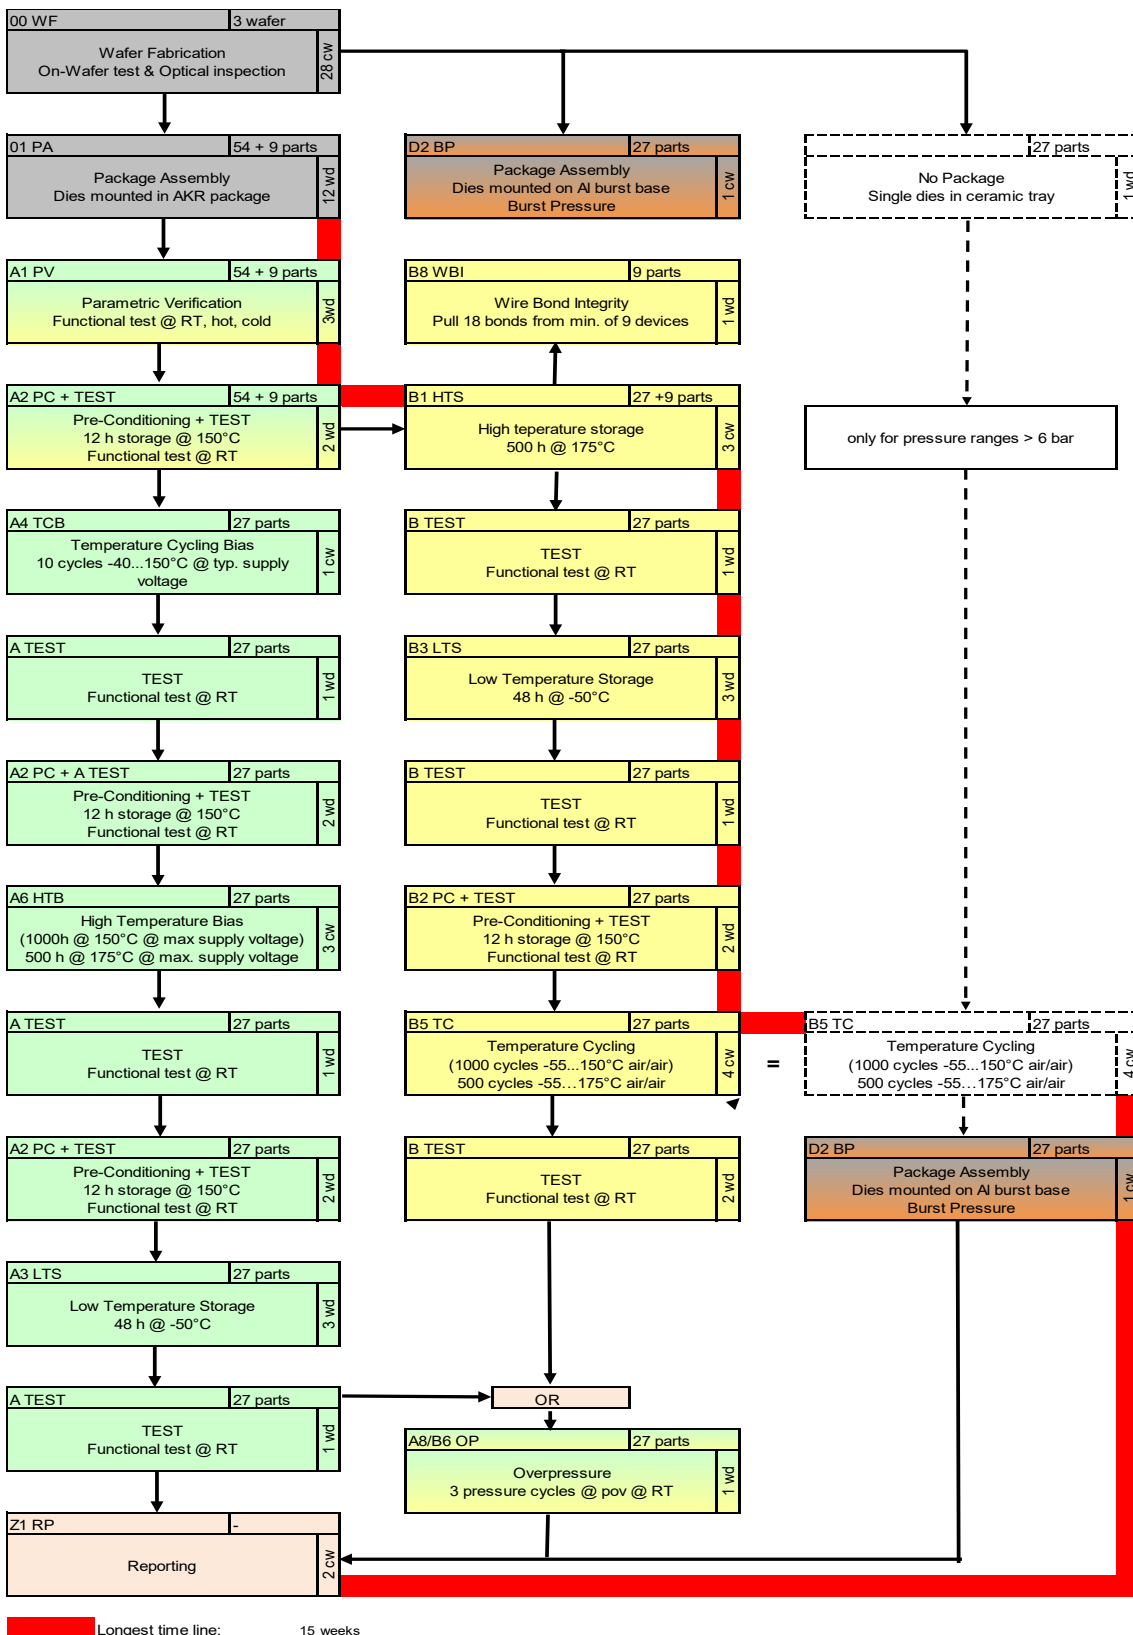 00 WF 3 wafer
Wafer Fabrication
On-Wafer test & Optical inspection
28 cw
01 PA 54 + 9 parts
Package Assembly
Dies mounted in AKR package
12 wd
D2 BP 27 parts
Package Assembly
Dies mounted on Al burst base
Burst Pressure
1 cw
27 parts
No Package
Single dies in ceramic tray
1 wd
A1 PV 54 + 9 parts
Parametric Verification
Functional test @ RT, hot, cold
3wd
B8 WBI 9 parts
Wire Bond Integrity
Pull 18 bonds from min. of 9 devices
1 wd
A2 PC + TEST 54 + 9 parts
Pre-Conditioning + TEST
12 h storage @ 150°C
Functional test @ RT
2 wd
B1 HTS 27 +9 parts
High teperature storage
500 h @ 175°C
3 cw
only for pressure ranges > 6 bar
A4 TCB 27 parts
Temperature Cycling Bias
10 cycles -40...150°C @ typ. supply
voltage
1 cw
B TEST 27 parts
TEST
Functional test @ RT
1 wd
A TEST 27 parts
TEST
Functional test @ RT
1 wd
B3 LTS 27 parts
Low Temperature Storage
48 h @ -50°C
3 wd
A2 PC + A TEST 27 parts
Pre-Conditioning + TEST
12 h storage @ 150°C
Functional test @ RT
2 wd
B TEST 27 parts
TEST
Functional test @ RT
1 wd
A6 HTB 27 parts
High Temperature Bias
(1000h @ 150°C @ max supply voltage)
500 h @ 175°C @ max. supply voltage
3 cw
B2 PC + TEST 27 parts
Pre-Conditioning + TEST
12 h storage @ 150°C
Functional test @ RT
2 wd
A TEST 27 parts
TEST
Functional test @ RT
1 wd
B5 TC 27 parts
Temperature Cycling
(1000 cycles -55...150°C air/air)
500 cycles -55…175°C air/air
4 cw
=
B5 TC 27 parts
Temperature Cycling
(1000 cycles -55...150°C air/air)
500 cycles -55…175°C air/air
4 cw
A2 PC + TEST 27 parts
Pre-Conditioning + TEST
12 h storage @ 150°C
Functional test @ RT
2 wd
B TEST 27 parts
TEST
Functional test @ RT
2 wd
D2 BP 27 parts
Package Assembly
Dies mounted on Al burst base
Burst Pressure
1 cw
A3 LTS 27 parts
Low Temperature Storage
48 h @ -50°C
3 wd
A TEST 27 parts
TEST
Functional test @ RT
1 wd
OR
A8/B6 OP 27 parts
Overpressure
3 pressure cycles @ pov @ RT
1 wd
Z1 RP -
Reporting
2 cw
Longest time line: 15 weeks